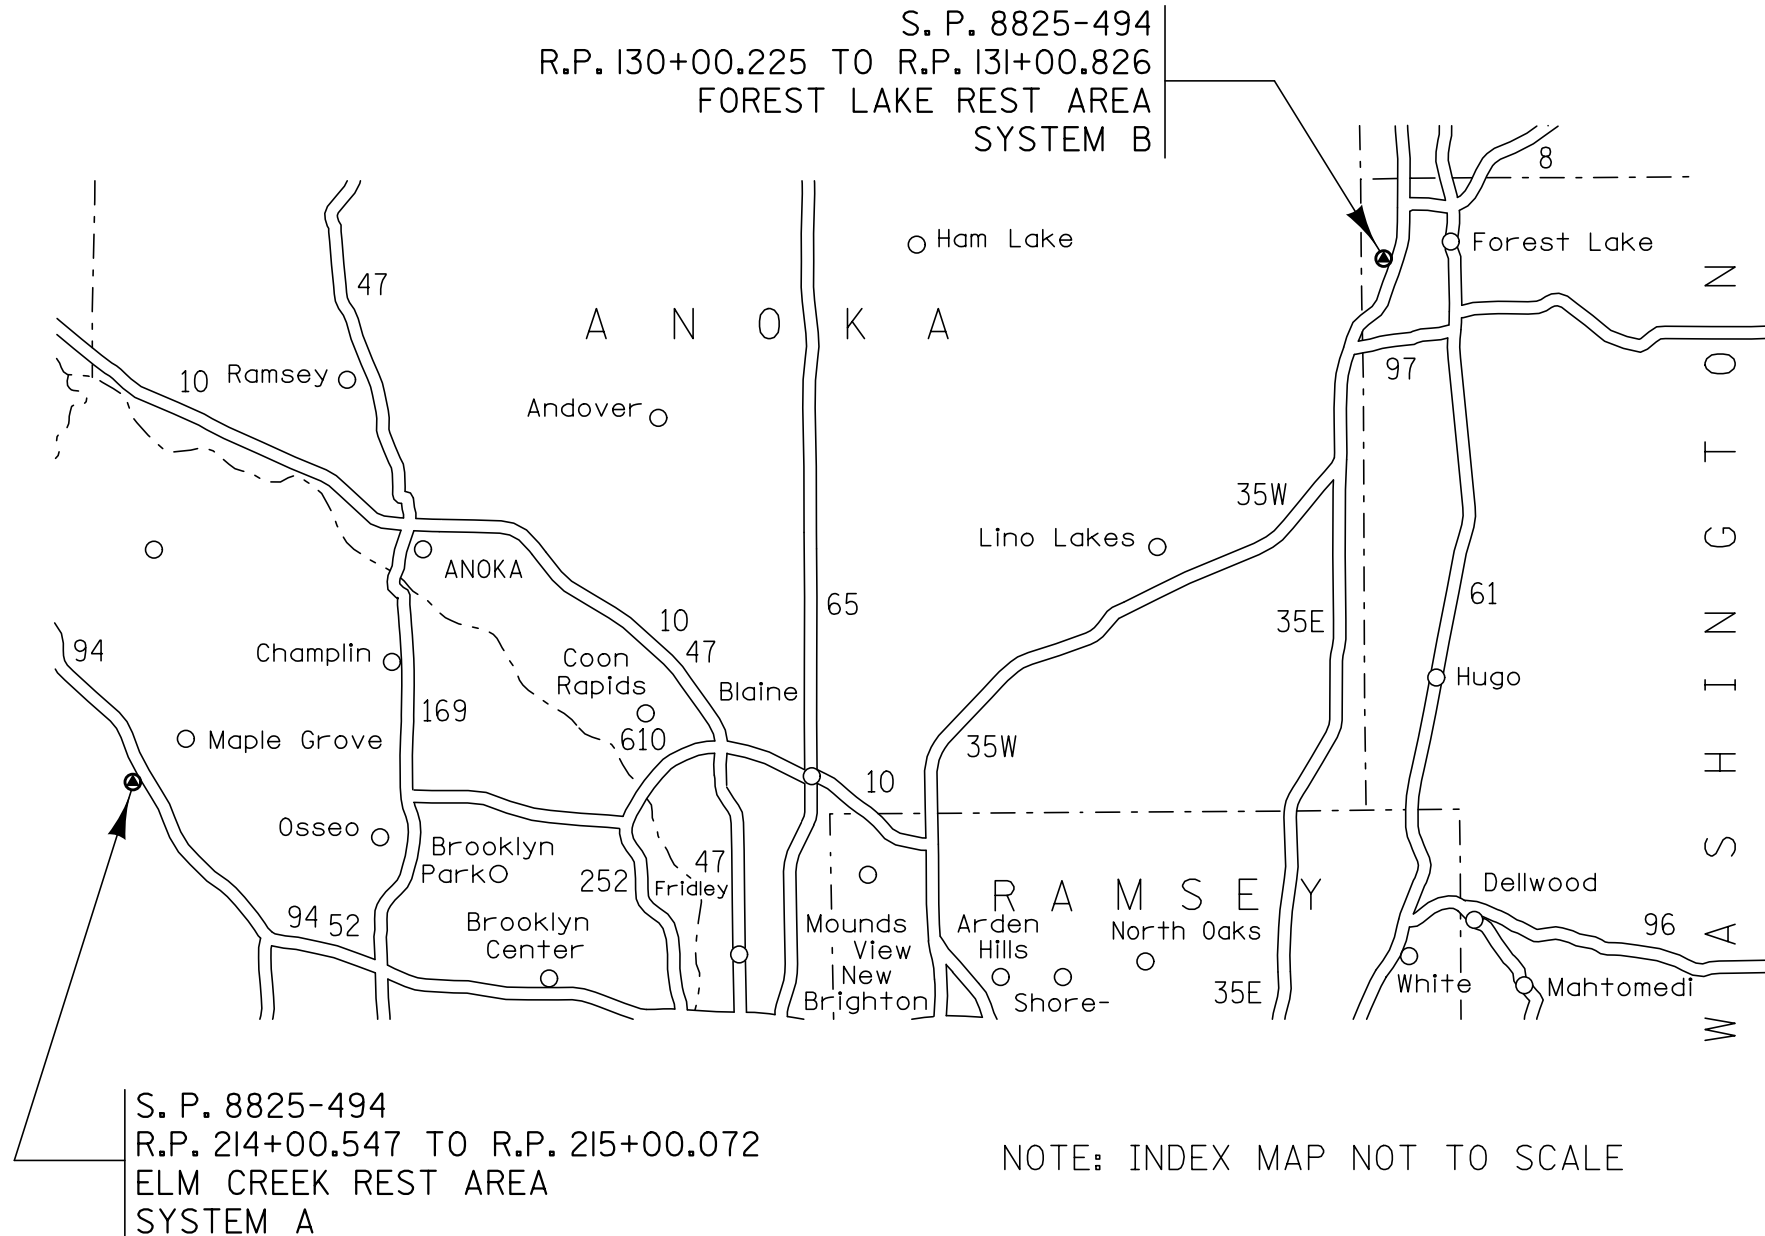 S. P. 8825-494
R.P. 130+00.225 TO R.P. 131+00.826
FOREST LAKE REST AREA
SYSTEM B
8
Ham Lake
Forest Lake
47
ANOKA
WASHINGTON
10
Ramsey
97
Andover
35W
Lino Lakes
ANOKA
65
61
10
35E
94
Champlin
47
Coon
Rapids
Blaine
Hugo
169
Maple Grove
610
35W
10
Osseo
Brooklyn
Park
47
252
Fridley
RAMSEY
Dellwood
94 52
Brooklyn
Center
Mounds
View
New
Brighton
Arden
Hills
North Oaks
96
Shore-
35E
White
Mahtomedi
S. P. 8825-494
R.P. 214+00.547 TO R.P. 215+00.072
ELM CREEK REST AREA
SYSTEM A
NOTE: INDEX MAP NOT TO SCALE